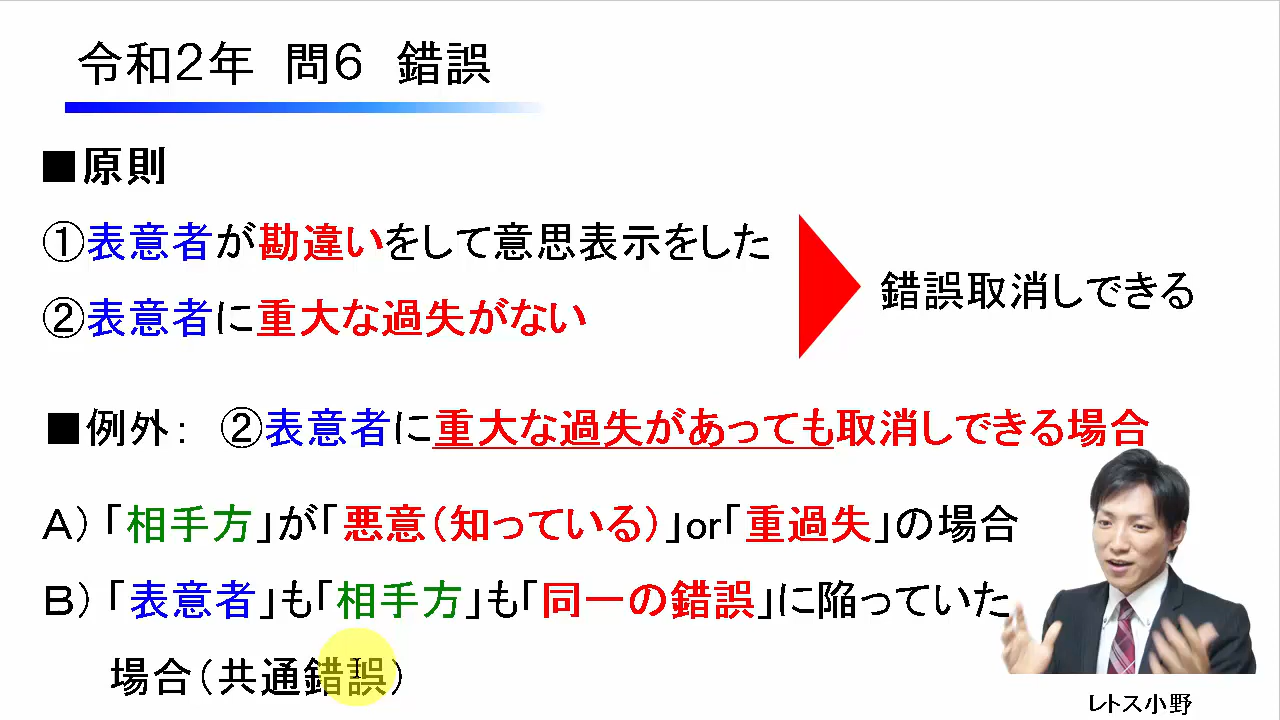 令和2年 問6 錯誤
■原則
①表意者が勘違いをして意思表示をした
②表意者に重大な過失がない
錯誤取消しできる
■例外： ②表意者に重大な過失があっても取消しできる場合
A）「相手方」が「悪意（知っている）」or「重過失」の場合
B）「表意者」も「相手方」も「同一の錯誤」に陥っていた
場合（共通錯誤）
レトス小野